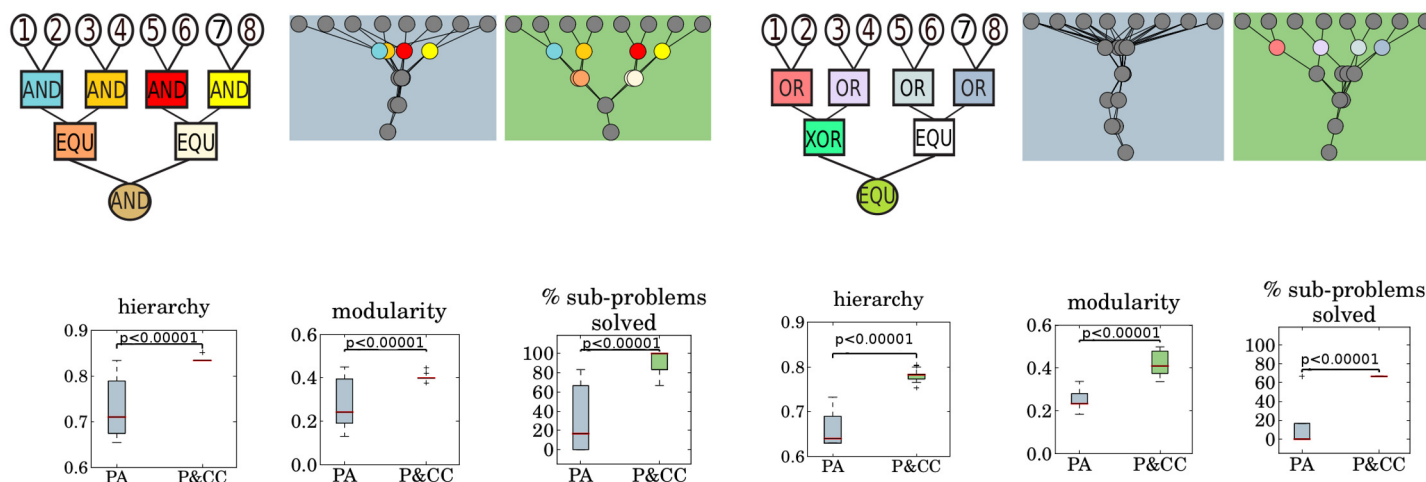 1 2 3 4 5 6 7 8
AND AND AND AND
EQU EQU
AND
1 2 3 4 5 6 7 8
OR OR OR OR
XOR EQU
EQU
hierarchy
0.9
0.8
0.7
0.6
p<0.00001
PA P&CC
modularity
0.6
0.4
0.2
0.0
p<0.00001
PA P&CC
% sub-problems
solved
100
80
60
40
20
0
p<0.00001
PA P&CC
hierarchy
0.9
0.8
0.7
0.6
p<0.00001
PA P&CC
modularity
0.6
0.4
0.2
0.0
p<0.00001
PA P&CC
% sub-problems
solved
100
80
60
40
20
0
p<0.00001
PA P&CC